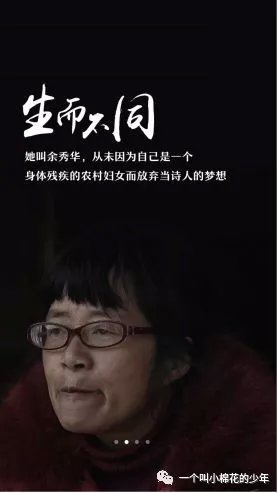 生而不同
她叫余秀华，从未因为自己是一个
身体残疾的农村妇女而放弃当诗人的梦想
一个叫小棉花的少年